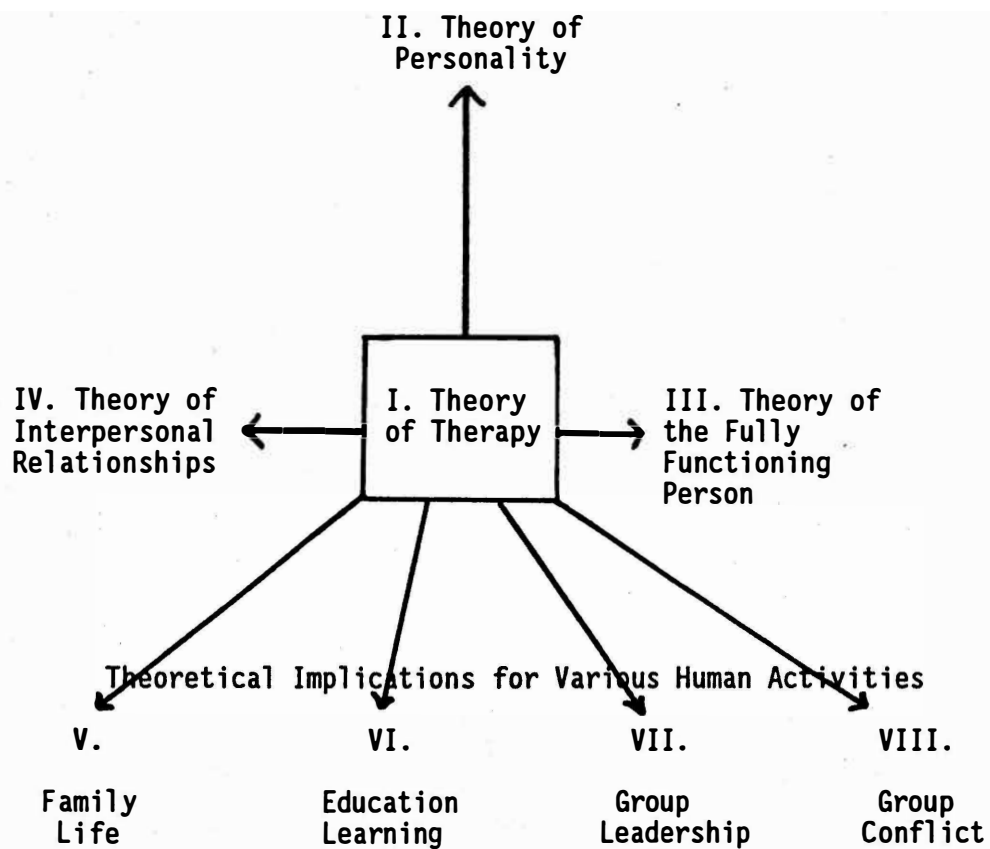 II. Theory of
Personality
IV. Theory of
Interpersonal
Relationships
I. Theory
of Therapy
III. Theory of
the Fully
Functioning
Person
Theoretical Implications for Various Human Activities
V.
VI.
VII.
VIII.
Family
Life
Education
Learning
Group
Leadership
Group
Conflict